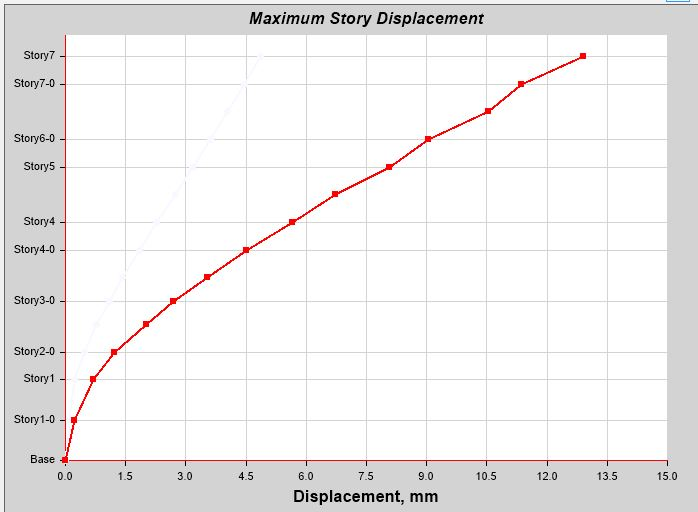 Maximum Story Displacement
Story7
Story7-0
Story6-0
Story5
Story4
Story4-0
Story3-0
Story2-0
Story1
Story1-0
Base
0.0 1.5 3.0 4.5 6.0 7.5 9.0 10.5 12.0 13.5 15.0
Displacement, mm